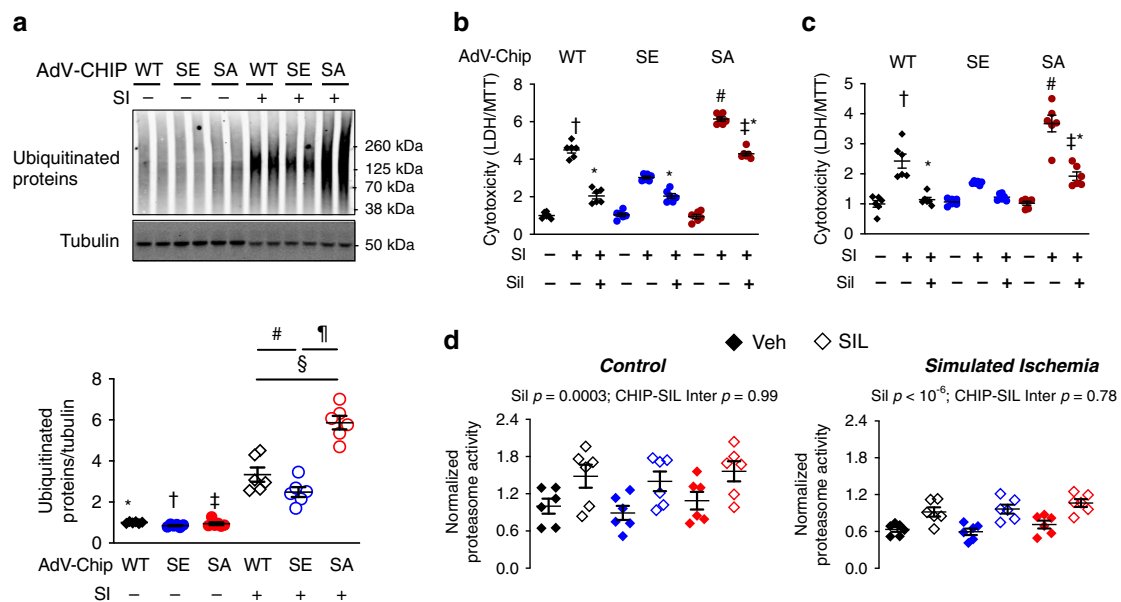 a
AdV-CHIP WT SE SA WT SE SA
SI – – – + + +
Ubiquitinated proteins
260 kDa
125 kDa
70 kDa
38 kDa
Tubulin
50 kDa
# ¶
§
Ubiquitinated
proteins/tubulin
8
6
4
2
0
* † ‡
AdV-Chip WT SE SA WT SE SA
SI – – – + + +
b
AdV-Chip WT SE SA
Cytotoxicity (LDH/MTT)
8
6
4
2
0
† * * # ‡*
SI – + + – + + – + +
Sil – – + – – + – – +
c
WT SE SA
Cytotoxicity (LDH/MTT)
5
4
3
2
1
0
† * # ‡*
SI – + + – + + – + +
Sil – – + – – + – – +
d
Veh SIL
Control
Sil p = 0.0003; CHIP-SIL Inter p = 0.99
Normalized
proteasome activity
2.4
1.8
1.2
0.6
0.0
Simulated Ischemia
Sil p < 10-6; CHIP-SIL Inter p = 0.78
Normalized
proteasome activity
2.4
1.8
1.2
0.6
0.0